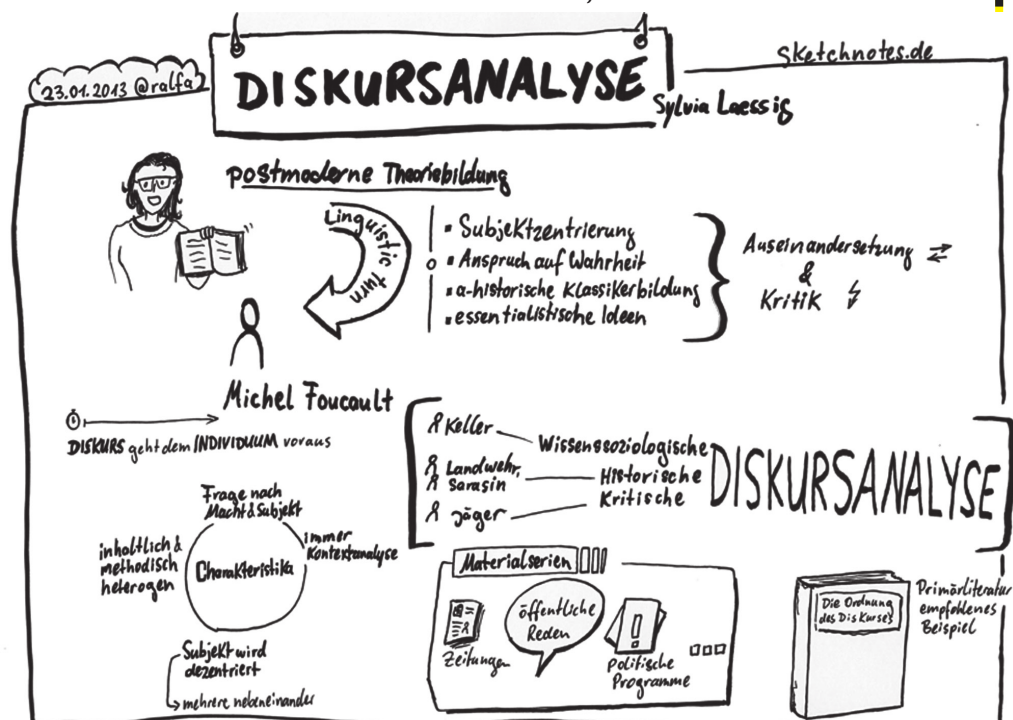 23.01.2013 @ralfa
DISKURSANALYSE
sketchnotes.de
Sylvia Laessig
postmoderne Theoriebildung
Linguistic turn
Subjektzentrierung
Anspruch auf Wahrheit
a-historische Klassikerbildung
essentialistische Ideen
Auseinandersetzung
&
Kritik
Michel Foucault
DISKURS geht dem INDIVIDUUM voraus
Keller
Landwehr,
Sarasin
Jäger
Wissenssoziologische
Historische
Kritische
DISKURSANALYSE
Frage nach
Macht & Subjekt
immer
Kontextanalyse
inhaltlich &
methodisch
heterogen
Charakteristika
Subjekt wird
dezentriert
mehrere nebeneinander
Materialserien
Zeitungen
öffentliche
Reden
!
Politische
Programme
Die Ordnung
des Diskurses
Primärliteratur
empfohlenes
Beispiel